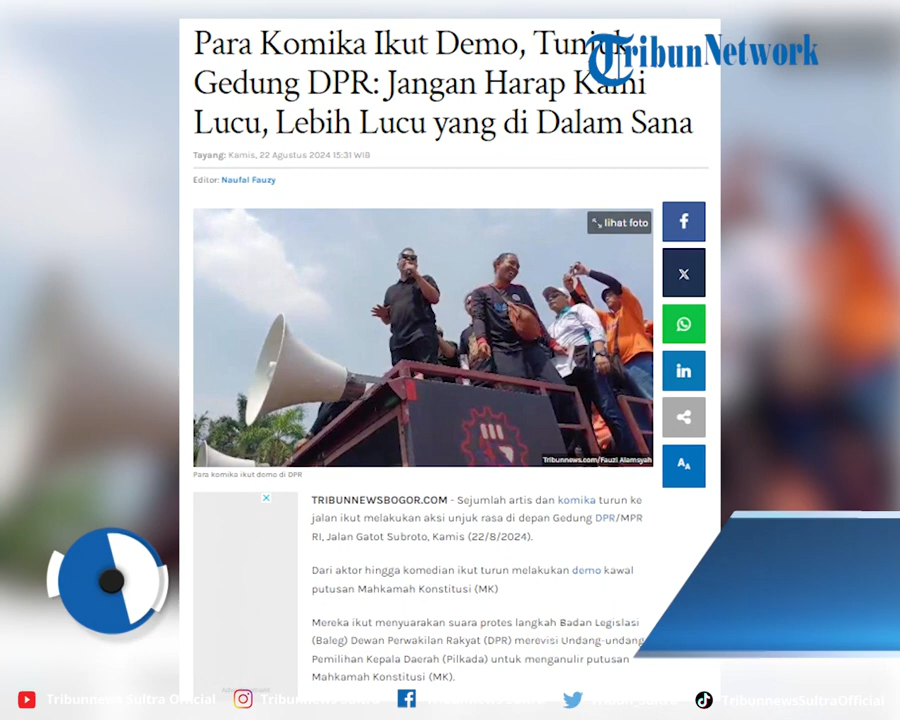 Para Komika Ikut Demo, Tunjuk
Gedung DPR: Jangan Harap Kami
Lucu, Lebih Lucu yang di Dalam Sana
TribunNetwork
Tayang: Kamis, 22 Agustus 2024 15:31 WIB
Editor: Naufal Fauzy
lihat foto
Tribunnews.com/Fauzi Alamsyah
Para komika ikut demo di DPR
TRIBUNNEWSBOGOR.COM - Sejumlah artis dan komika turun ke
jalan ikut melakukan aksi unjuk rasa di depan Gedung DPR/MPR
RI, Jalan Gatot Subroto, Kamis (22/8/2024).
Dari aktor hingga komedian ikut turun melakukan demo kawal
putusan Mahkamah Konstitusi (MK)
Mereka ikut menyuarakan suara protes langkah Badan Legislasi
(Baleg) Dewan Perwakilan Rakyat (DPR) merevisi Undang-undang
Pemilihan Kepala Daerah (Pilkada) untuk menganulir putusan
Mahkamah Konstitusi (MK).
Tribunnews Sultra Official
TribunnewsSultraOfficial